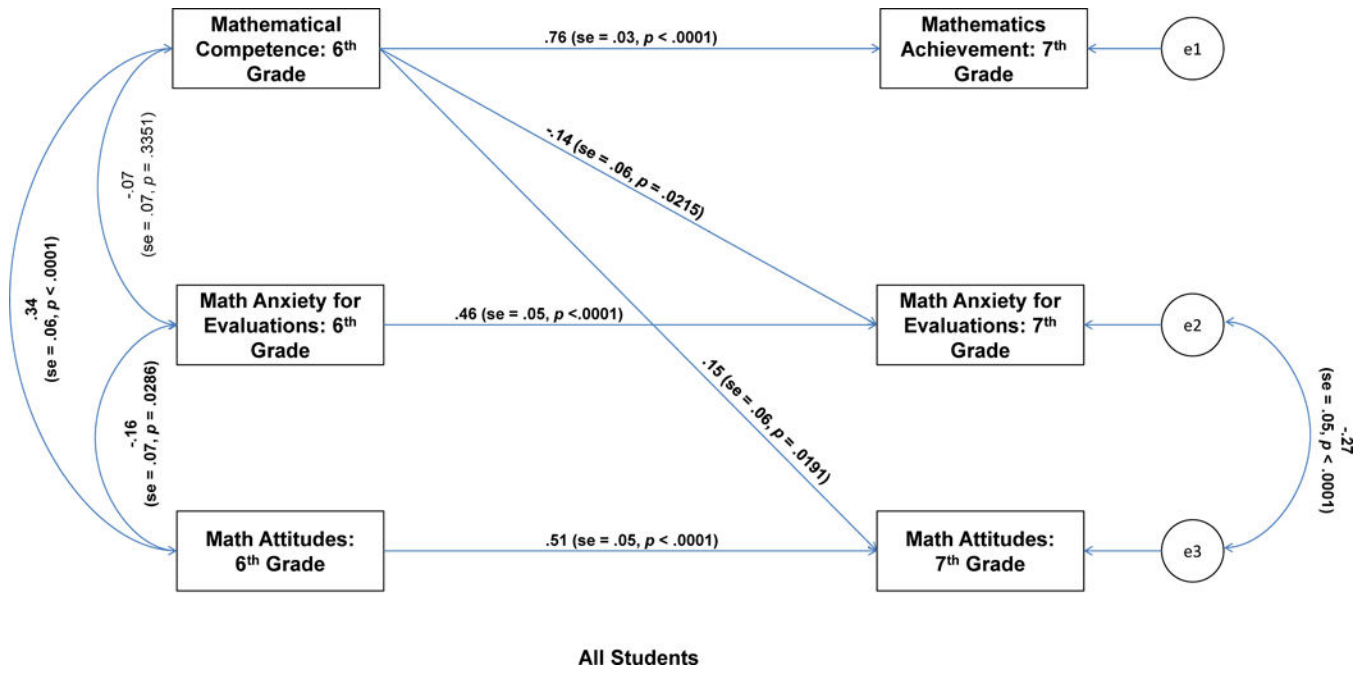 Mathematical
Competence: 6th
Grade
.76 (se = .03, p < .0001)
Mathematics
Achievement: 7th
Grade
e1
-.14 (se = .06, p = .0215)
-.07
(se = .07, p = .3351)
.34
(se = .06, p < .0001)
Math Anxiety for
Evaluations: 6th
Grade
.46 (se = .05, p <.0001)
Math Anxiety for
Evaluations: 7th
Grade
e2
.15 (se = .06, p = .0191)
-.16
(se = .07, p = .0286)
-.27
(se = .05, p < .0001)
Math Attitudes:
6th Grade
.51 (se = .05, p < .0001)
Math Attitudes:
7th Grade
e3
All Students